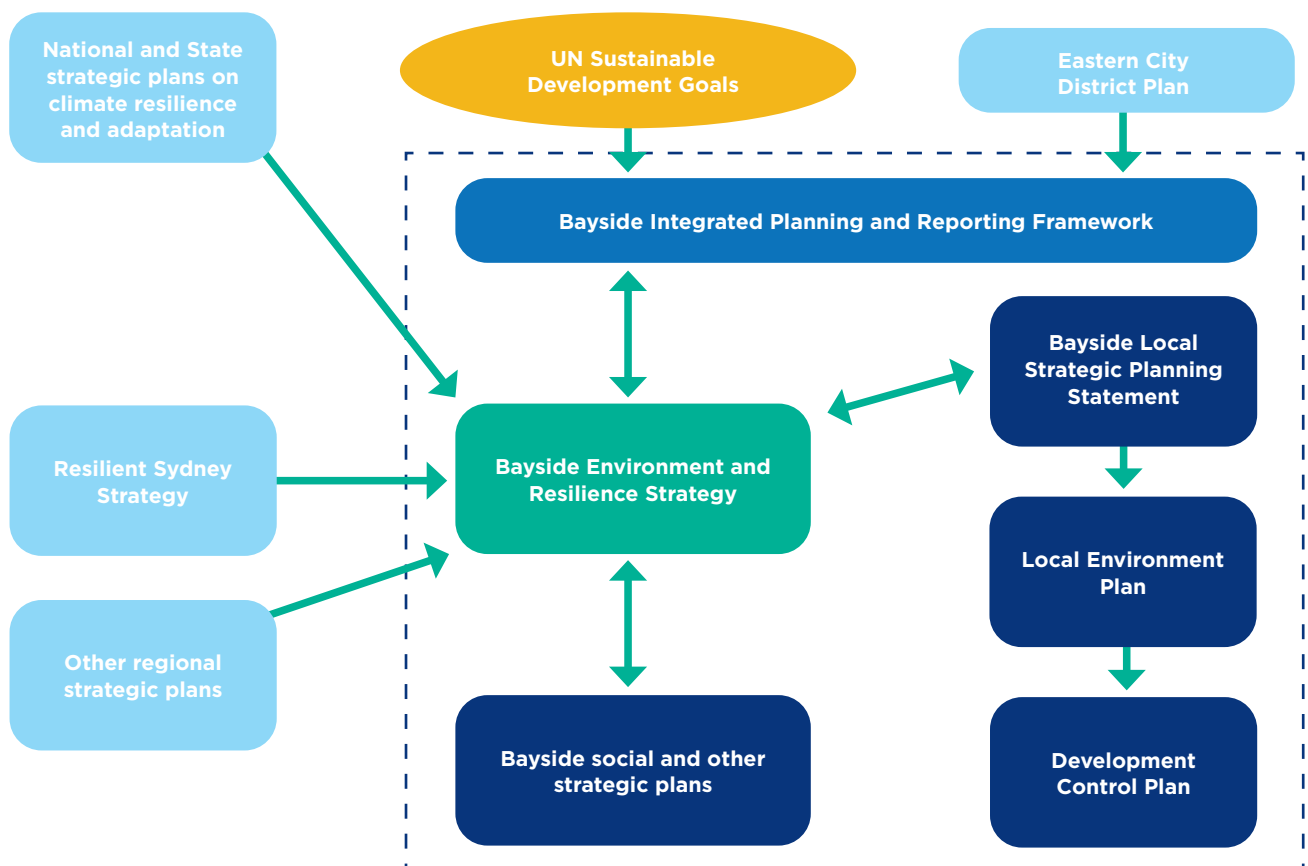 National and State
strategic plans on
climate resilience
and adaptation
UN Sustainable
Development Goals
Eastern City
District Plan
Bayside Integrated Planning and Reporting Framework
Bayside Local
Strategic Planning
Statement
Resilient Sydney
Strategy
Bayside Environment and
Resilience Strategy
Local Environment
Plan
Other regional
strategic plans
Bayside social and other
strategic plans
Development
Control Plan